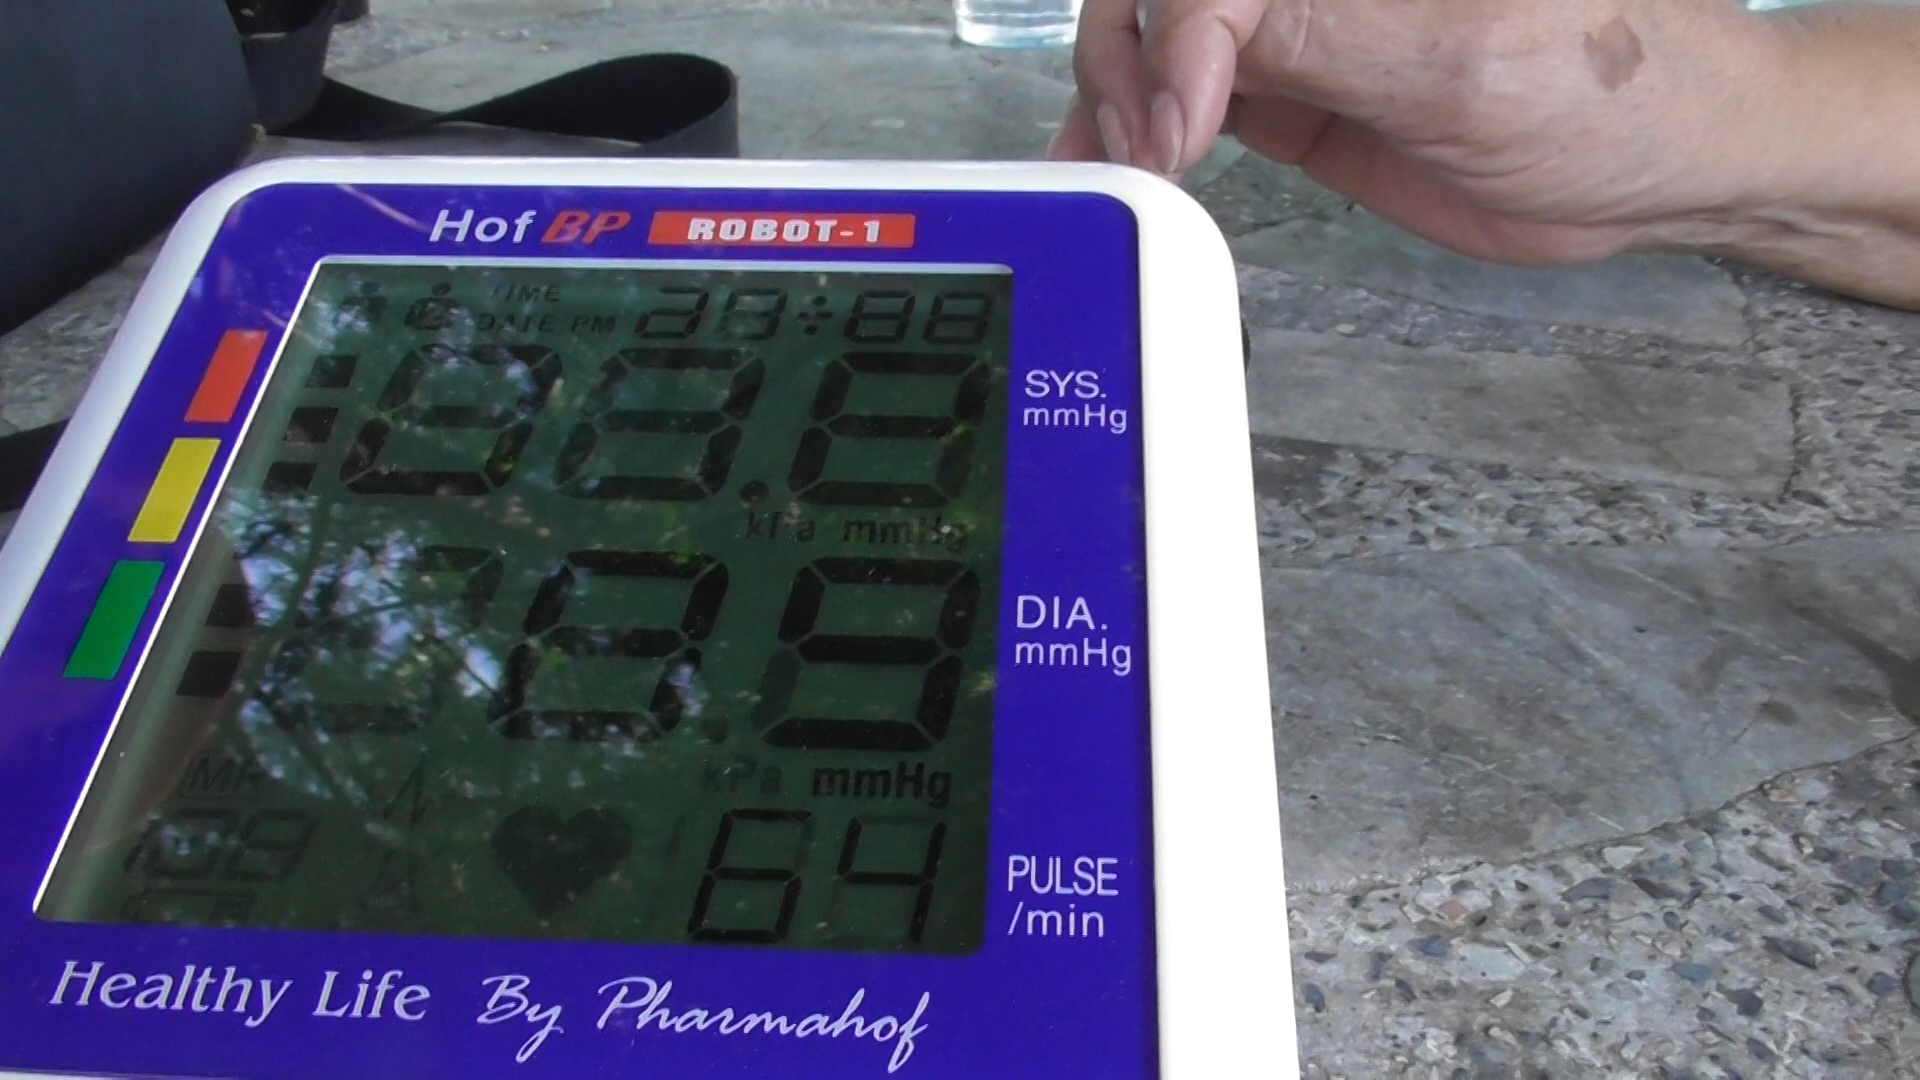 Hof BP ROBOT-1
TIME
DATE PM
SYS.
mmHg
kPa mmHg
DIA.
mmHg
kPa mmHg
64
PULSE
/min
Healthy Life By Pharmahof